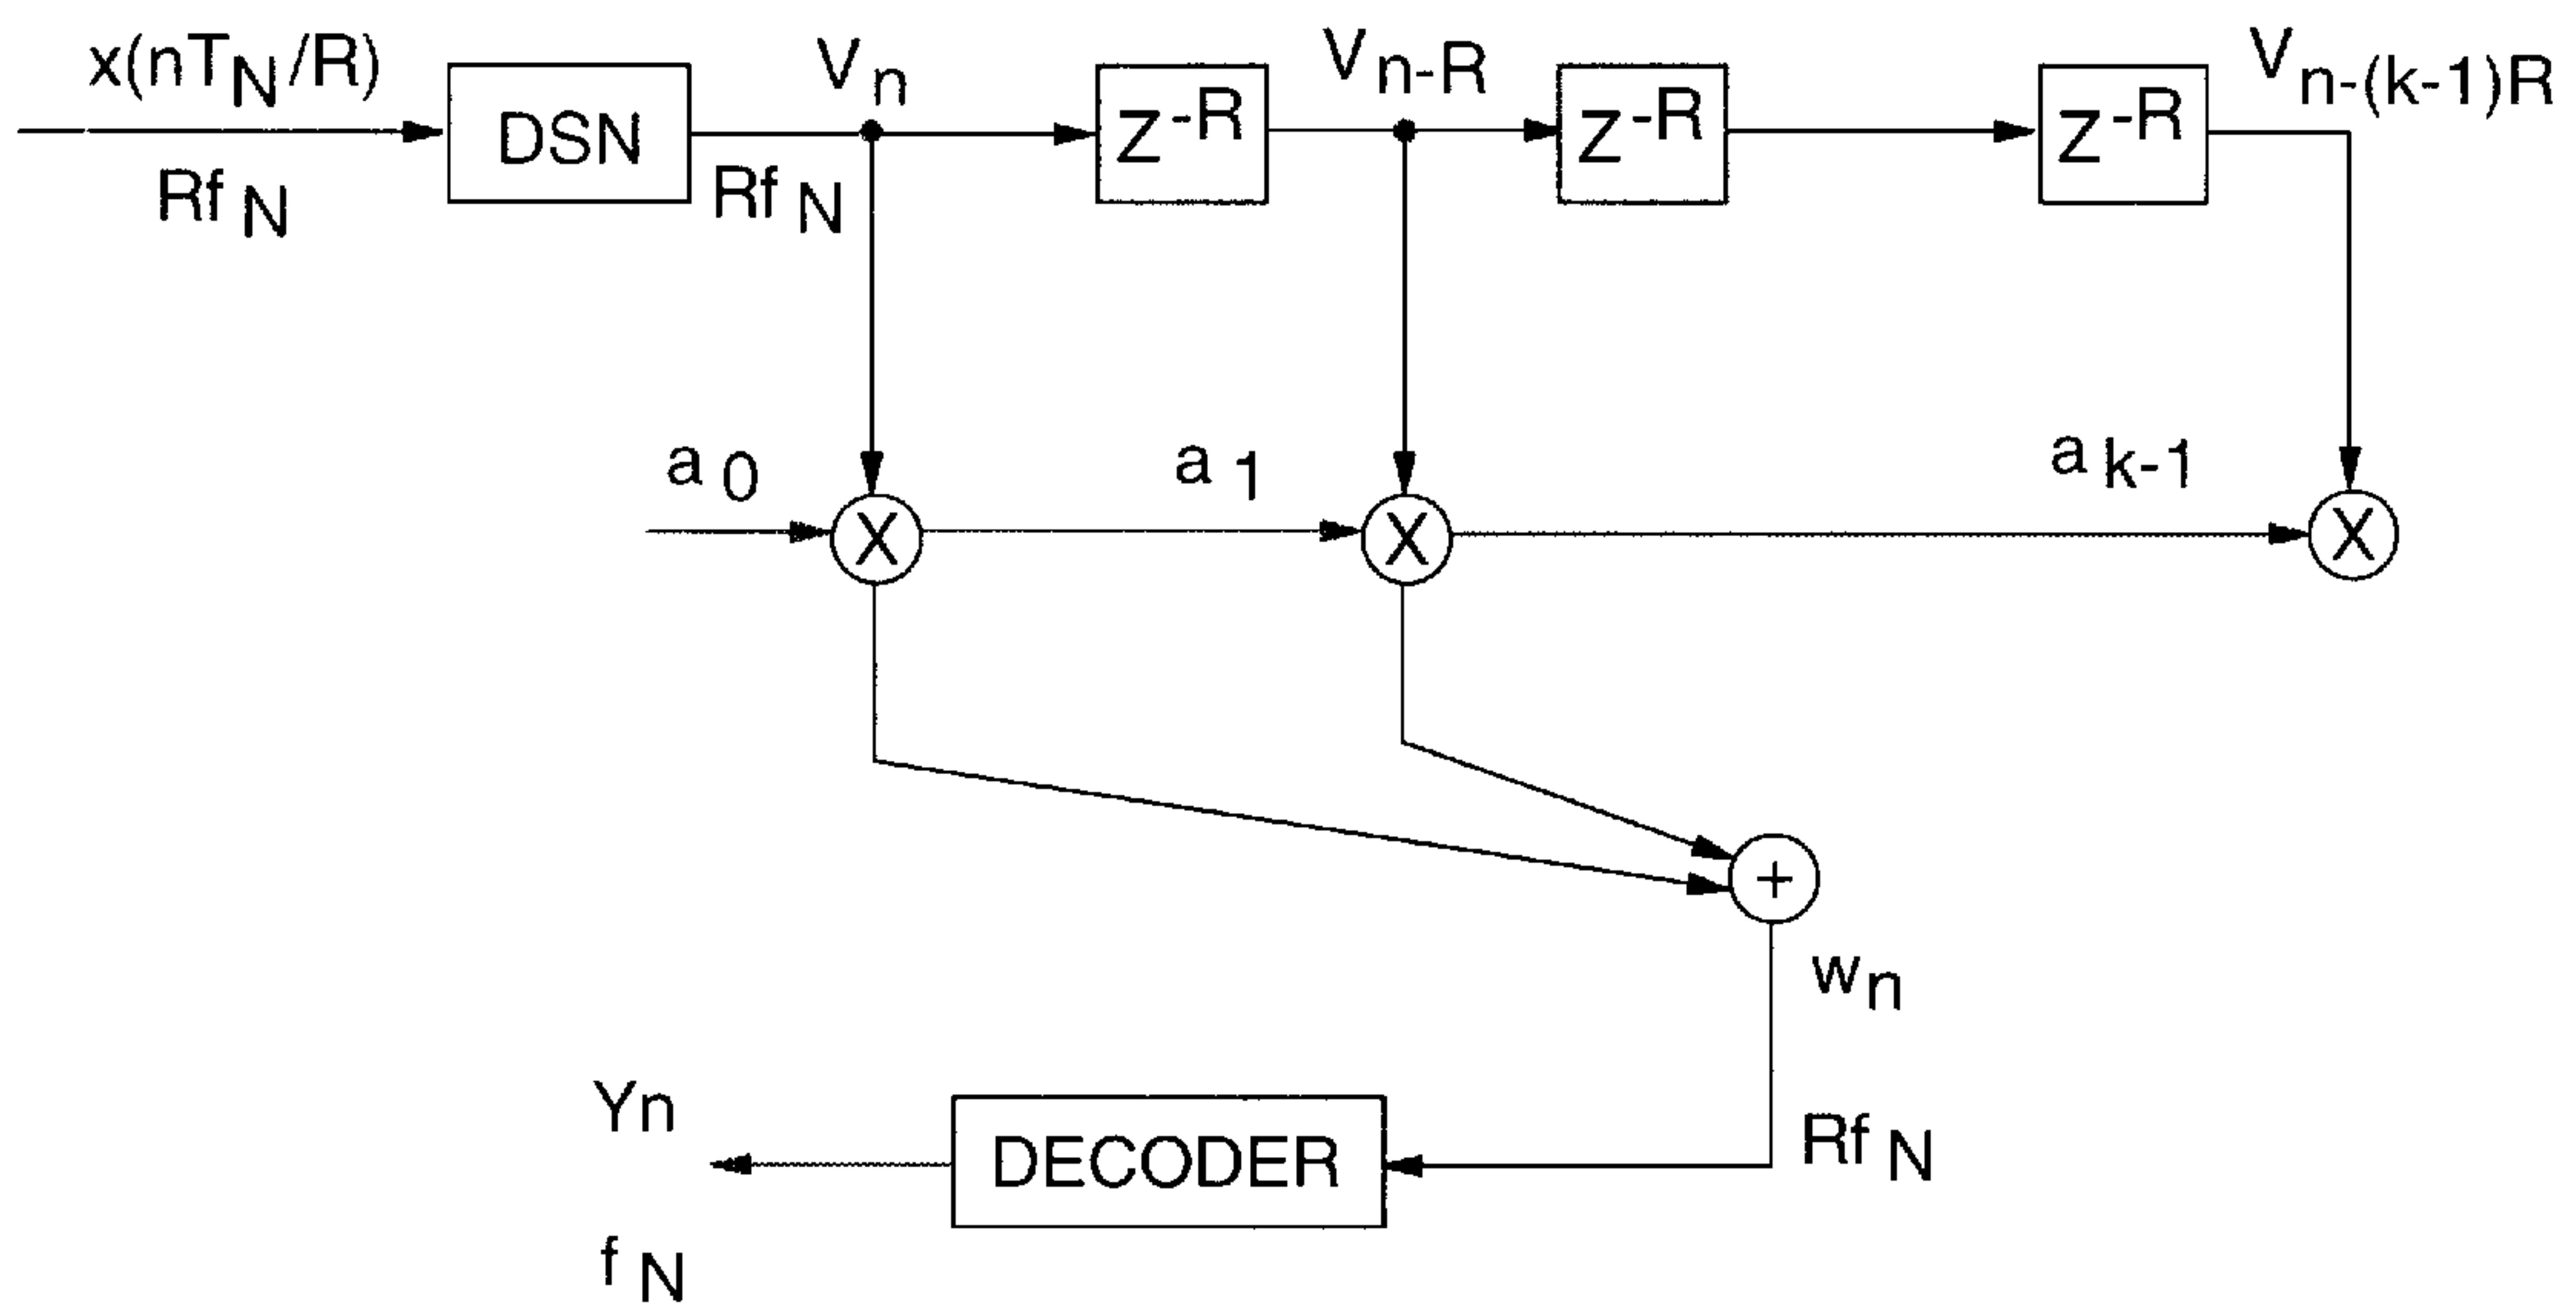 x(nT_N/R)
Rf_N
DSN
V_n
Rf_N
Z^-R
V_n-R
Z^-R
Z^-R
V_n-(k-1)R
a_0
X
a_1
X
a_k-1
X
+
w_n
Rf_N
DECODER
Yn
f_N